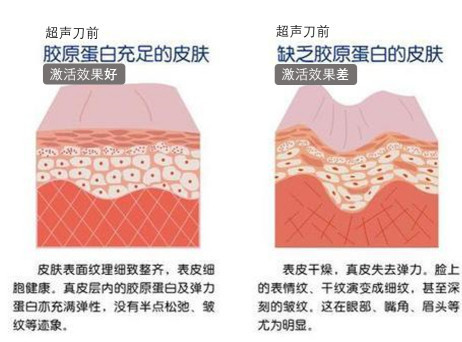 超声刀前
胶原蛋白充足的皮肤
激活效果好
皮肤表面纹理细致整齐，表皮细
胞健康。真皮层内的胶原蛋白及弹力
蛋白亦充满弹性，没有半点松弛、皱
纹等迹象。
超声刀前
缺乏胶原蛋白的皮肤
激活效果差
表皮干燥，真皮失去弹力。脸上
的表情纹、干纹演变成细纹，甚至深
刻的皱纹。这在眼部、嘴角、眉头等
尤为明显。